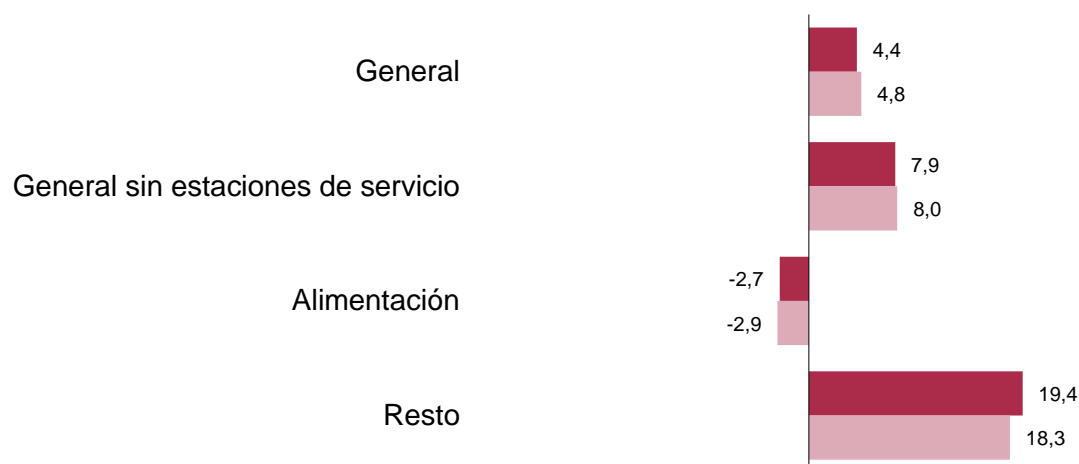 General
4,4
4,8
General sin estaciones de servicio
7,9
8,0
Alimentación
-2,7
-2,9
Resto
19,4
18,3